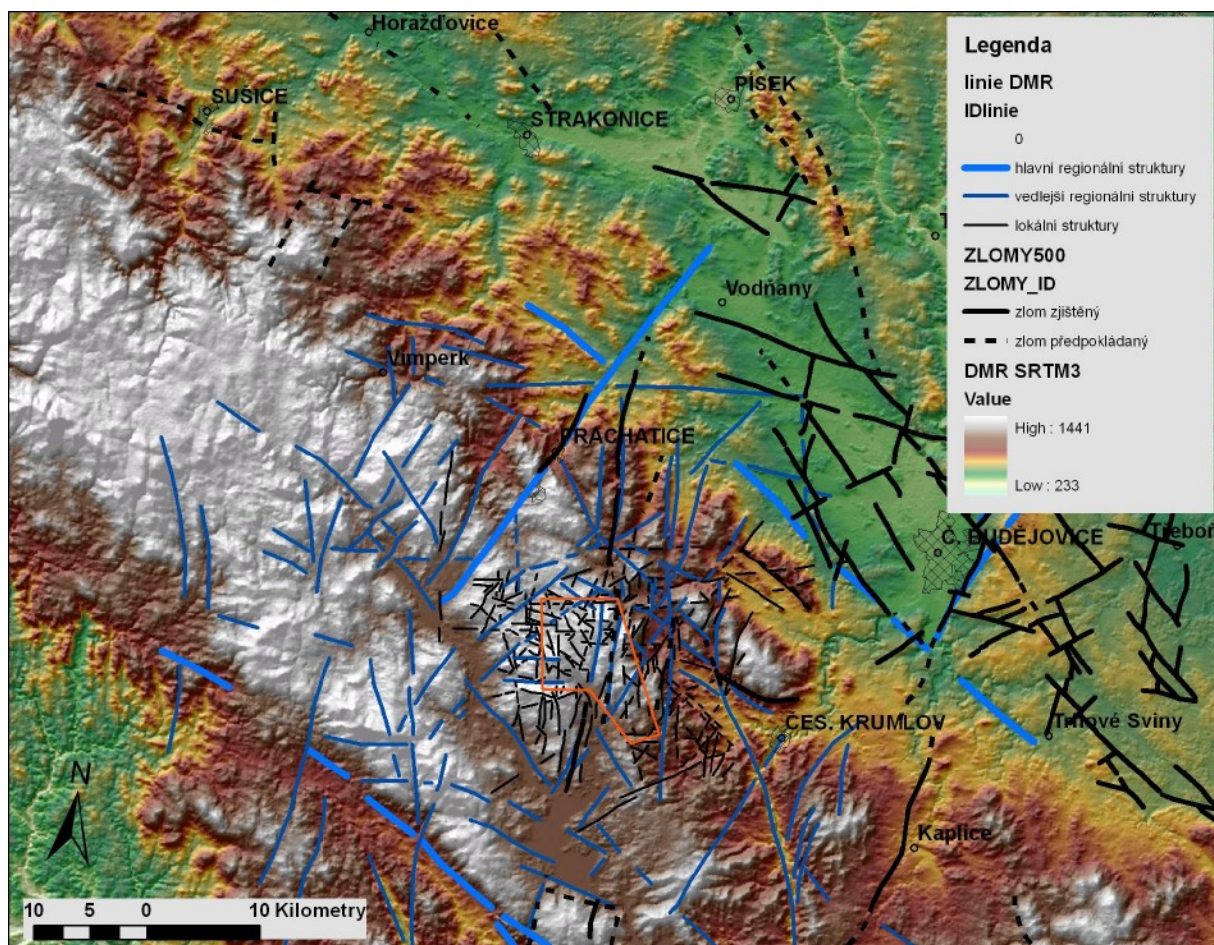 Horažďovice
SUŠICE
STRAKONICE
PÍSEK
T
Vodňany
Vimperk
PRACHATICE
Č. BUDĚJOVICE
Třeboň
ČES. KRUMLOV
Trhové Sviny
Kaplice
N
10 5 0 10 Kilometry
Legenda
linie DMR
IDlinie
0
hlavní regionální struktury
vedlejší regionální struktury
lokální struktury
ZLOMY500
ZLOMY_ID
zlom zjištěný
zlom předpokládaný
DMR SRTM3
Value
High : 1441
Low : 233